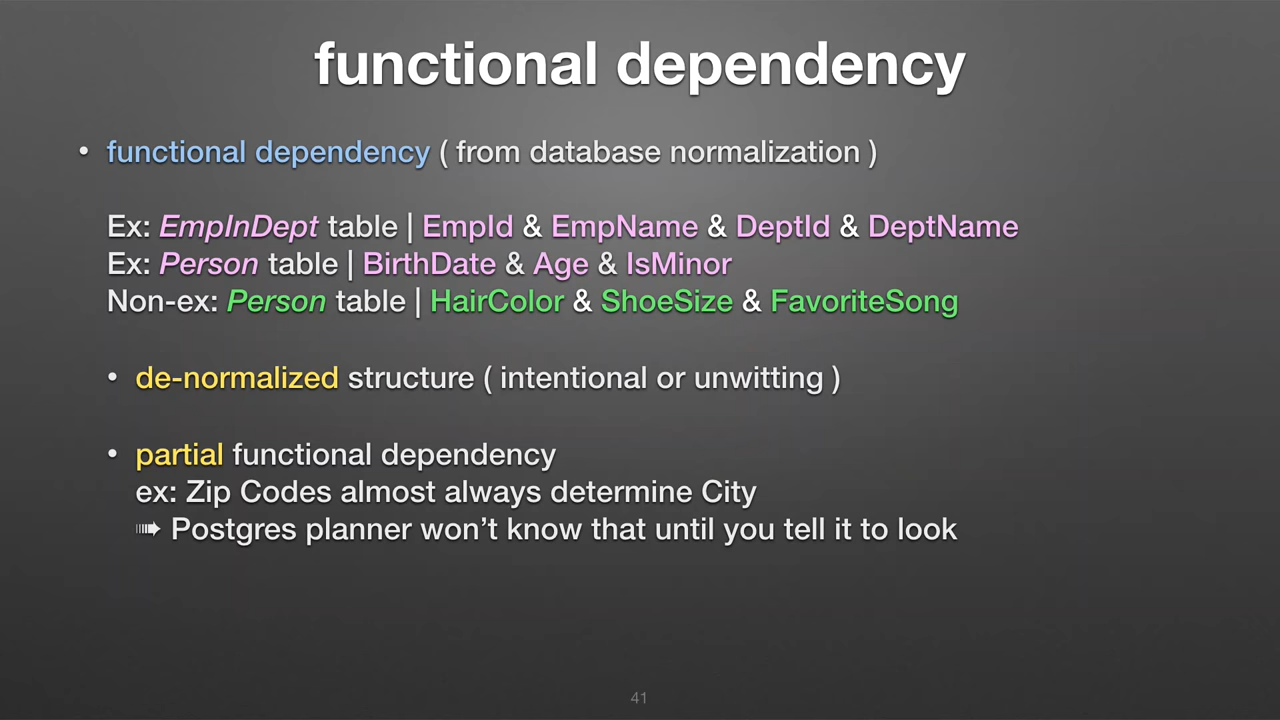 functional dependency
• functional dependency ( from database normalization )
Ex: EmpInDept table | EmpId & EmpName & DeptId & DeptName
Ex: Person table | BirthDate & Age & IsMinor
Non-ex: Person table | HairColor & ShoeSize & FavoriteSong
• de-normalized structure ( intentional or unwitting )
• partial functional dependency
ex: Zip Codes almost always determine City
➠ Postgres planner won’t know that until you tell it to look
41